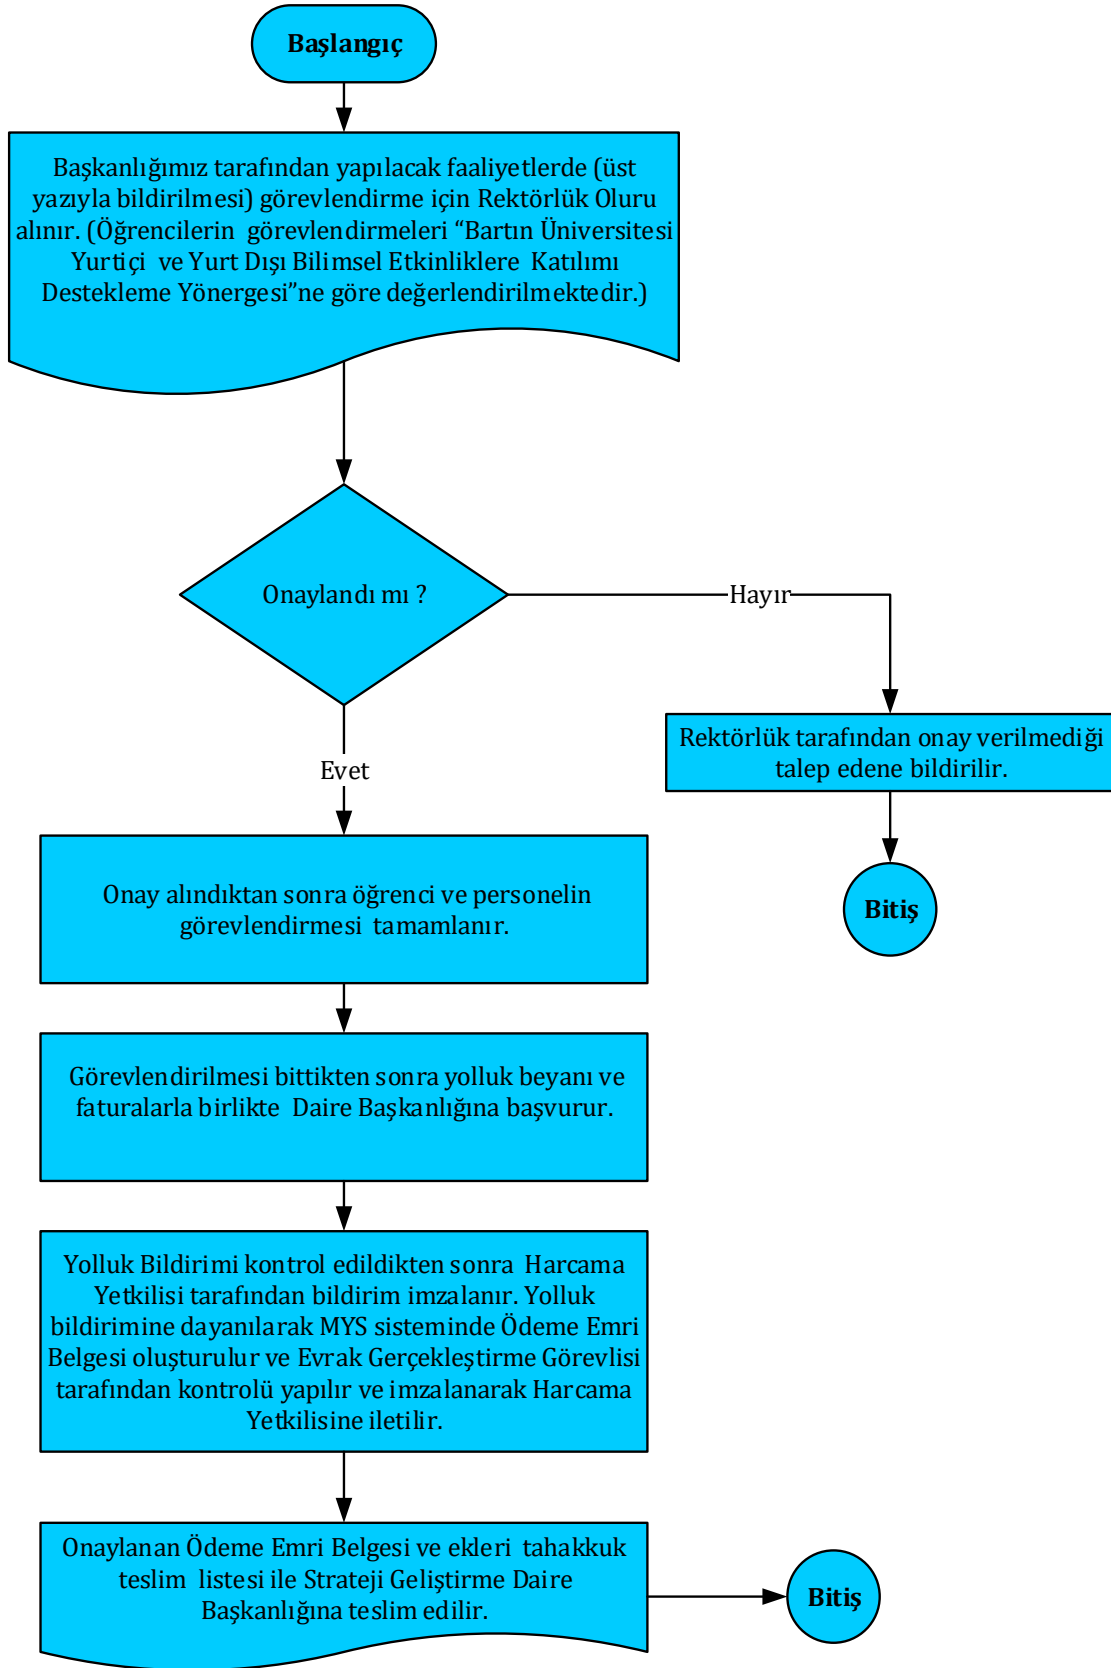 Başlangıç
Başkanlığımız tarafından yapılacak faaliyetlerde (üst
yazıyla bildirilmesi) görevlendirme için Rektörlük Oluru
alınır. (Öğrencilerin görevlendirmeleri “Bartın Üniversitesi
Yurtiçi ve Yurt Dışı Bilimsel Etkinliklere Katılımı
Destekleme Yönergesi”ne göre değerlendirilmektedir.)
Onaylandı mı ?
Hayır
Rektörlük tarafından onay verilmediği
talep edene bildirilir.
Bitiş
Evet
Onay alındıktan sonra öğrenci ve personelin
görevlendirmesi tamamlanır.
Görevlendirilmesi bittikten sonra yolluk beyanı ve
faturalarla birlikte Daire Başkanlığına başvurur.
Yolluk Bildirimi kontrol edildikten sonra Harcama
Yetkilisi tarafından bildirim imzalanır. Yolluk
bildirimine dayanılarak MYS sisteminde Ödeme Emri
Belgesi oluşturulur ve Evrak Gerçekleştirme Görevlisi
tarafından kontrolü yapılır ve imzalanarak Harcama
Yetkilisine iletilir.
Onaylanan Ödeme Emri Belgesi ve ekleri tahakkuk
teslim listesi ile Strateji Geliştirme Daire
Başkanlığına teslim edilir.
Bitiş